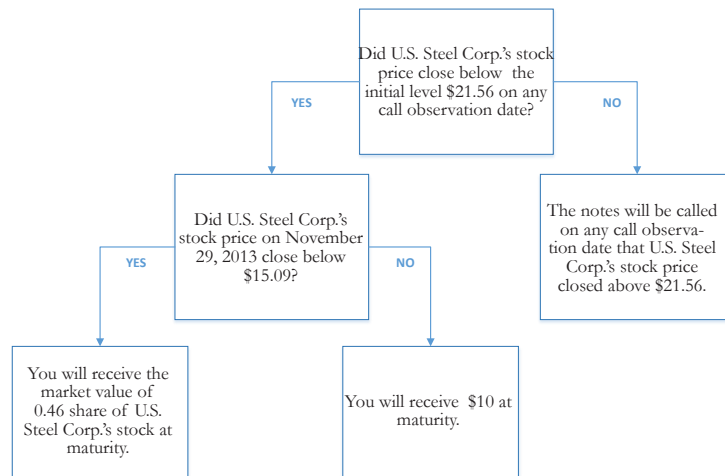 Did U.S. Steel Corp.'s stock
price close below the
initial level $21.56 on any
call observation date?
YES
NO
Did U.S. Steel Corp.'s
stock price on November
29, 2013 close below
$15.09?
The notes will be called
on any call observa-
tion date that U.S. Steel
Corp.'s stock price
closed above $21.56.
YES
NO
You will receive the
market value of
0.46 share of U.S.
Steel Corp.'s stock at
maturity.
You will receive $10 at
maturity.